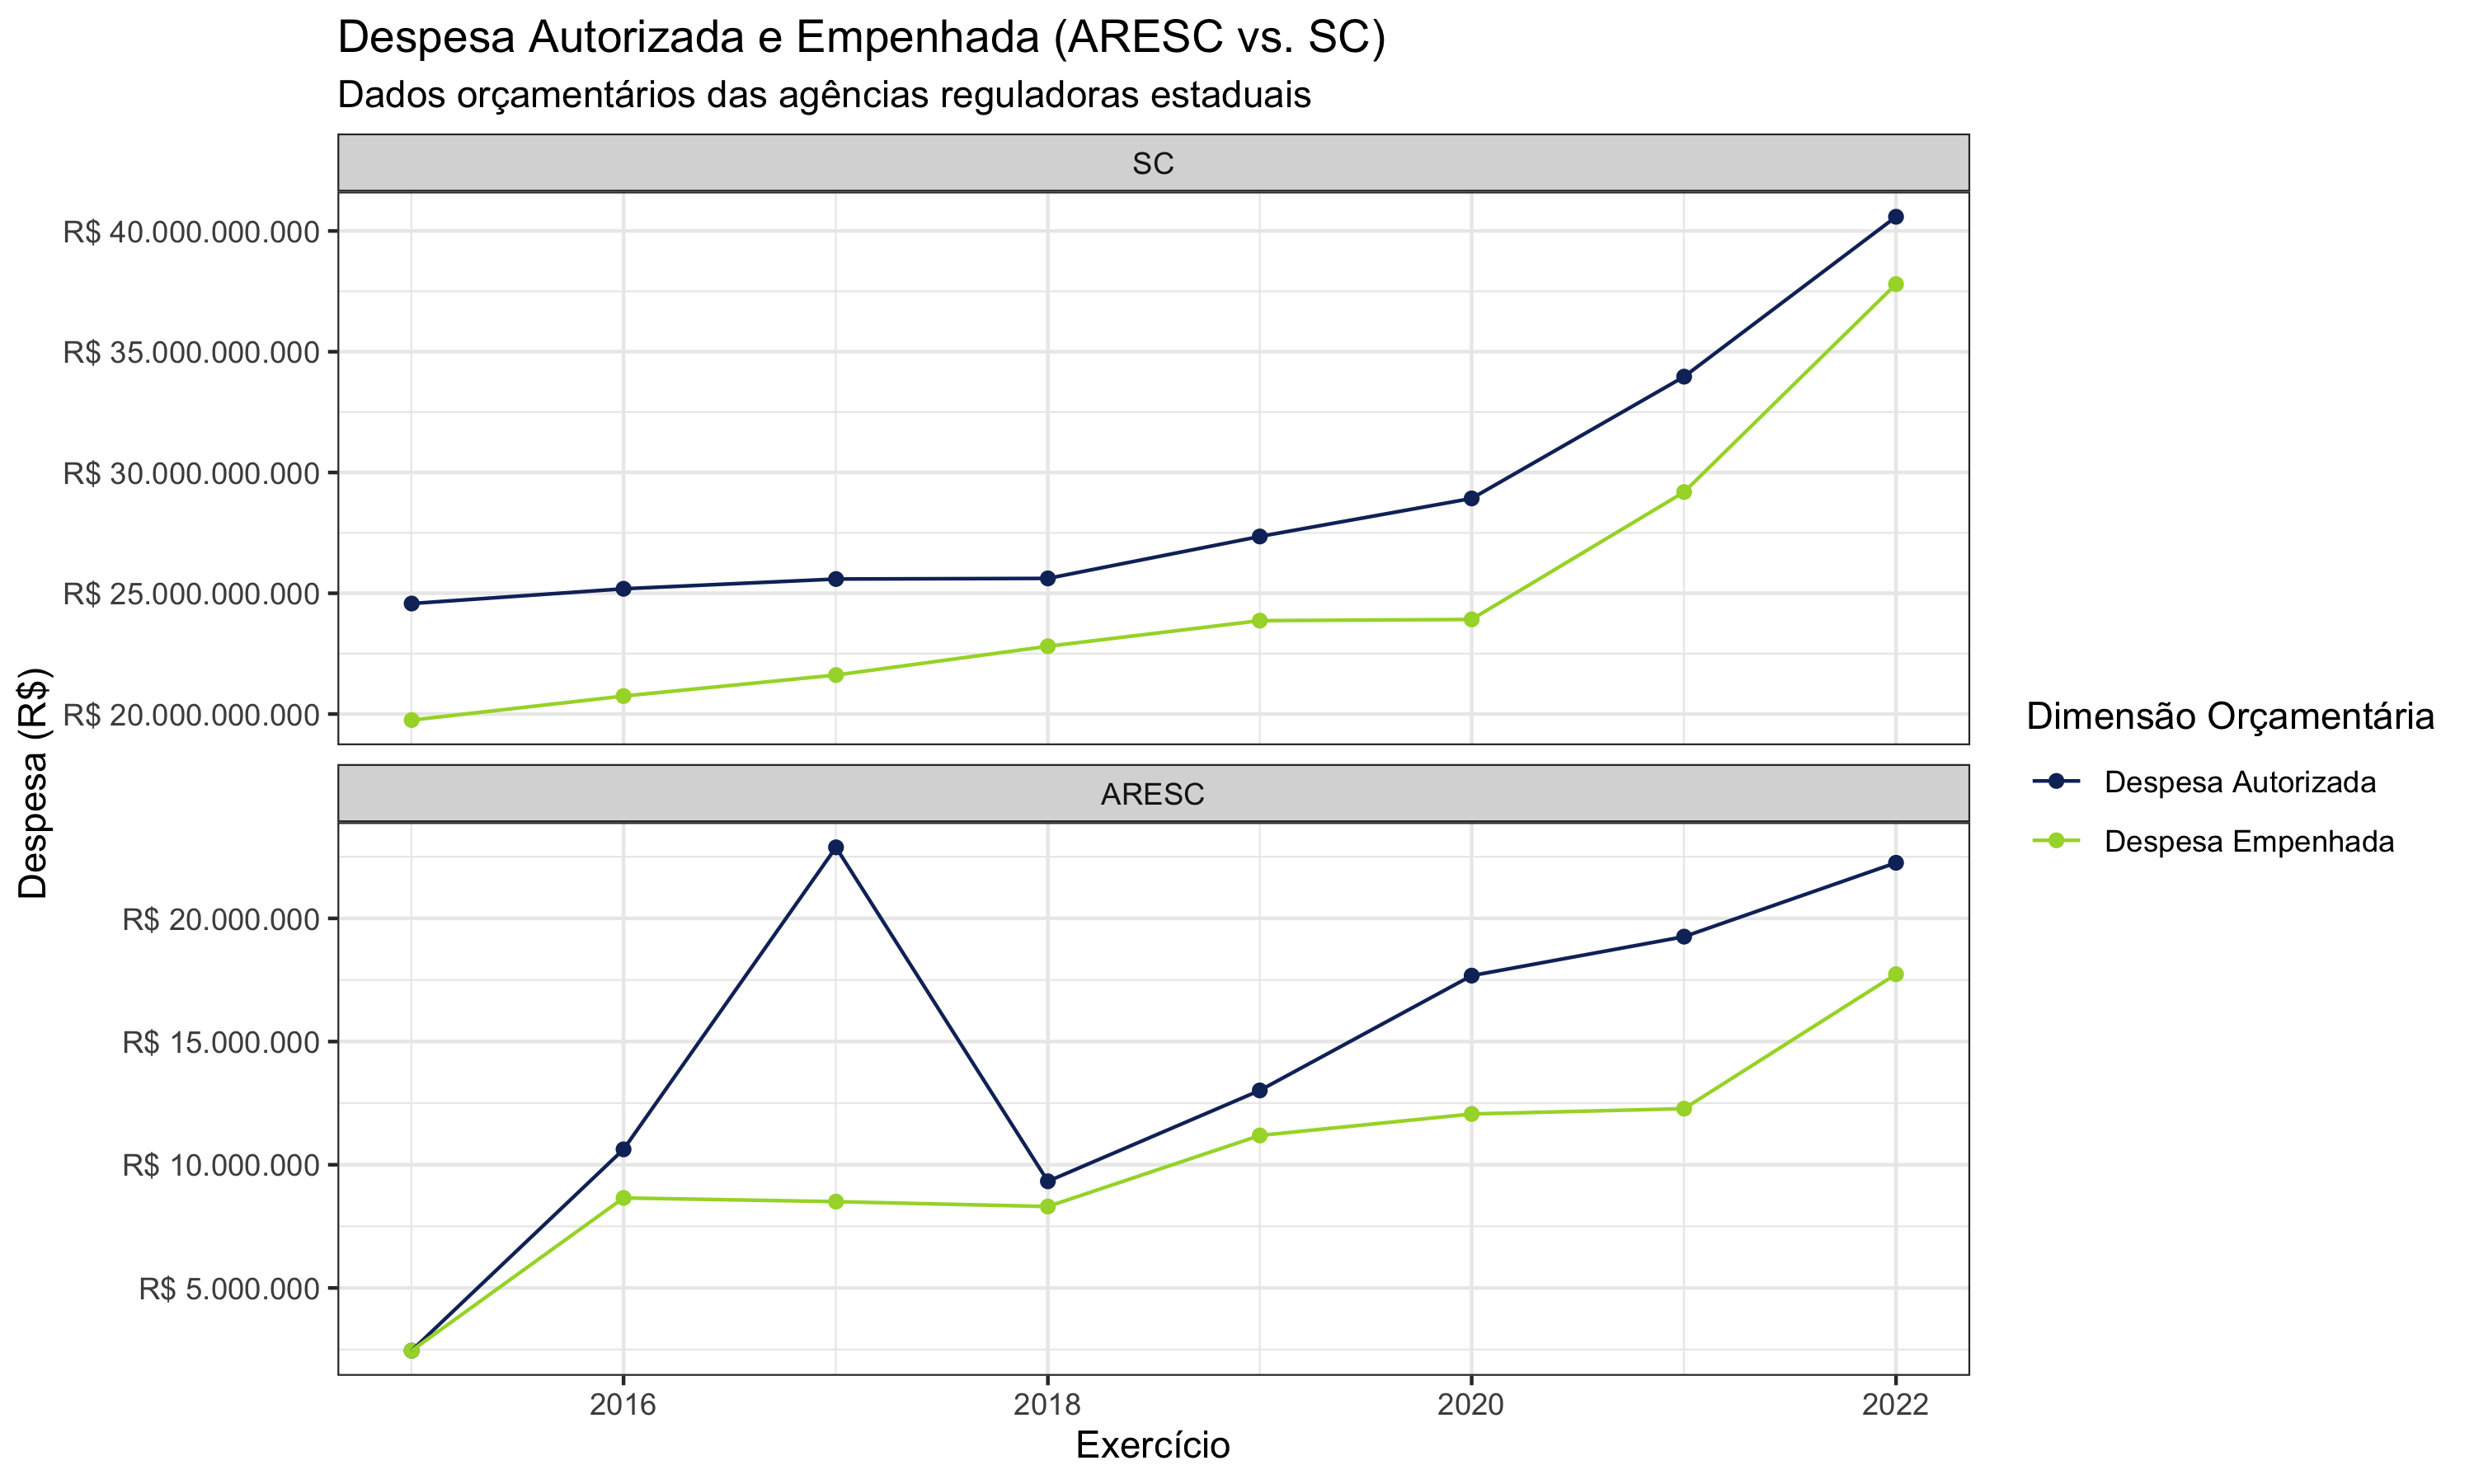 Despesa Autorizada e Empenhada (ARESC vs. SC)
Dados orçamentários das agências reguladoras estaduais
SC
R$ 40.000.000.000
R$ 35.000.000.000
R$ 30.000.000.000
R$ 25.000.000.000
R$ 20.000.000.000
ARESC
R$ 20.000.000
R$ 15.000.000
R$ 10.000.000
R$ 5.000.000
2016
2018
2020
2022
Exercício
Despesa (R$)
Dimensão Orçamentária
Despesa Autorizada
Despesa Empenhada